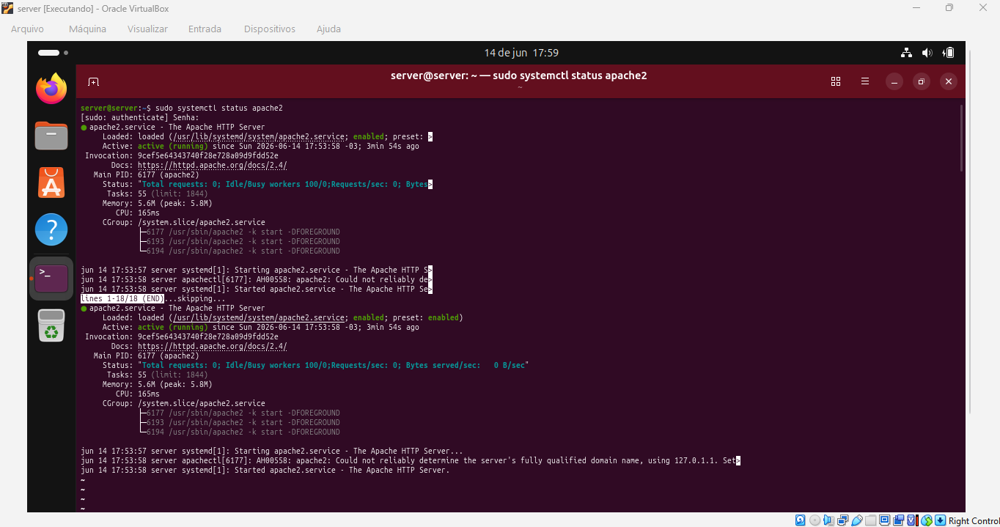 server [Executando] - Oracle VirtualBox
Arquivo Máquina Visualizar Entrada Dispositivos Ajuda
14 de jun 17:59
server@server: ~ — sudo systemctl status apache2
~
server@server:~$ sudo systemctl status apache2
[sudo: authenticate] Senha:
● apache2.service - The Apache HTTP Server
Loaded: loaded (/usr/lib/systemd/system/apache2.service; enabled; preset: >
Active: active (running) since Sun 2026-06-14 17:53:58 -03; 3min 54s ago
Invocation: 9cef5e64343740f28e728a09d9fdd52e
Docs: https://httpd.apache.org/docs/2.4/
Main PID: 6177 (apache2)
Status: "Total requests: 0; Idle/Busy workers 100/0;Requests/sec: 0; Bytes>
Tasks: 55 (limit: 1844)
Memory: 5.6M (peak: 5.8M)
CPU: 165ms
CGroup: /system.slice/apache2.service
├─6177 /usr/sbin/apache2 -k start -DFOREGROUND
├─6193 /usr/sbin/apache2 -k start -DFOREGROUND
└─6194 /usr/sbin/apache2 -k start -DFOREGROUND
jun 14 17:53:57 server systemd[1]: Starting apache2.service - The Apache HTTP S>
jun 14 17:53:58 server apachectl[6177]: AH00558: apache2: Could not reliably de>
jun 14 17:53:58 server systemd[1]: Started apache2.service - The Apache HTTP Se>
lines 1-18/18 (END)...skipping...
● apache2.service - The Apache HTTP Server
Loaded: loaded (/usr/lib/systemd/system/apache2.service; enabled; preset: enabled)
Active: active (running) since Sun 2026-06-14 17:53:58 -03; 3min 54s ago
Invocation: 9cef5e64343740f28e728a09d9fdd52e
Docs: https://httpd.apache.org/docs/2.4/
Main PID: 6177 (apache2)
Status: "Total requests: 0; Idle/Busy workers 100/0;Requests/sec: 0; Bytes served/sec:   0 B/sec"
Tasks: 55 (limit: 1844)
Memory: 5.6M (peak: 5.8M)
CPU: 165ms
CGroup: /system.slice/apache2.service
├─6177 /usr/sbin/apache2 -k start -DFOREGROUND
├─6193 /usr/sbin/apache2 -k start -DFOREGROUND
└─6194 /usr/sbin/apache2 -k start -DFOREGROUND
jun 14 17:53:57 server systemd[1]: Starting apache2.service - The Apache HTTP Server...
jun 14 17:53:58 server apachectl[6177]: AH00558: apache2: Could not reliably determine the server's fully qualified domain name, using 127.0.1.1. Set>
jun 14 17:53:58 server systemd[1]: Started apache2.service - The Apache HTTP Server.
~
~
~
~
Right Control